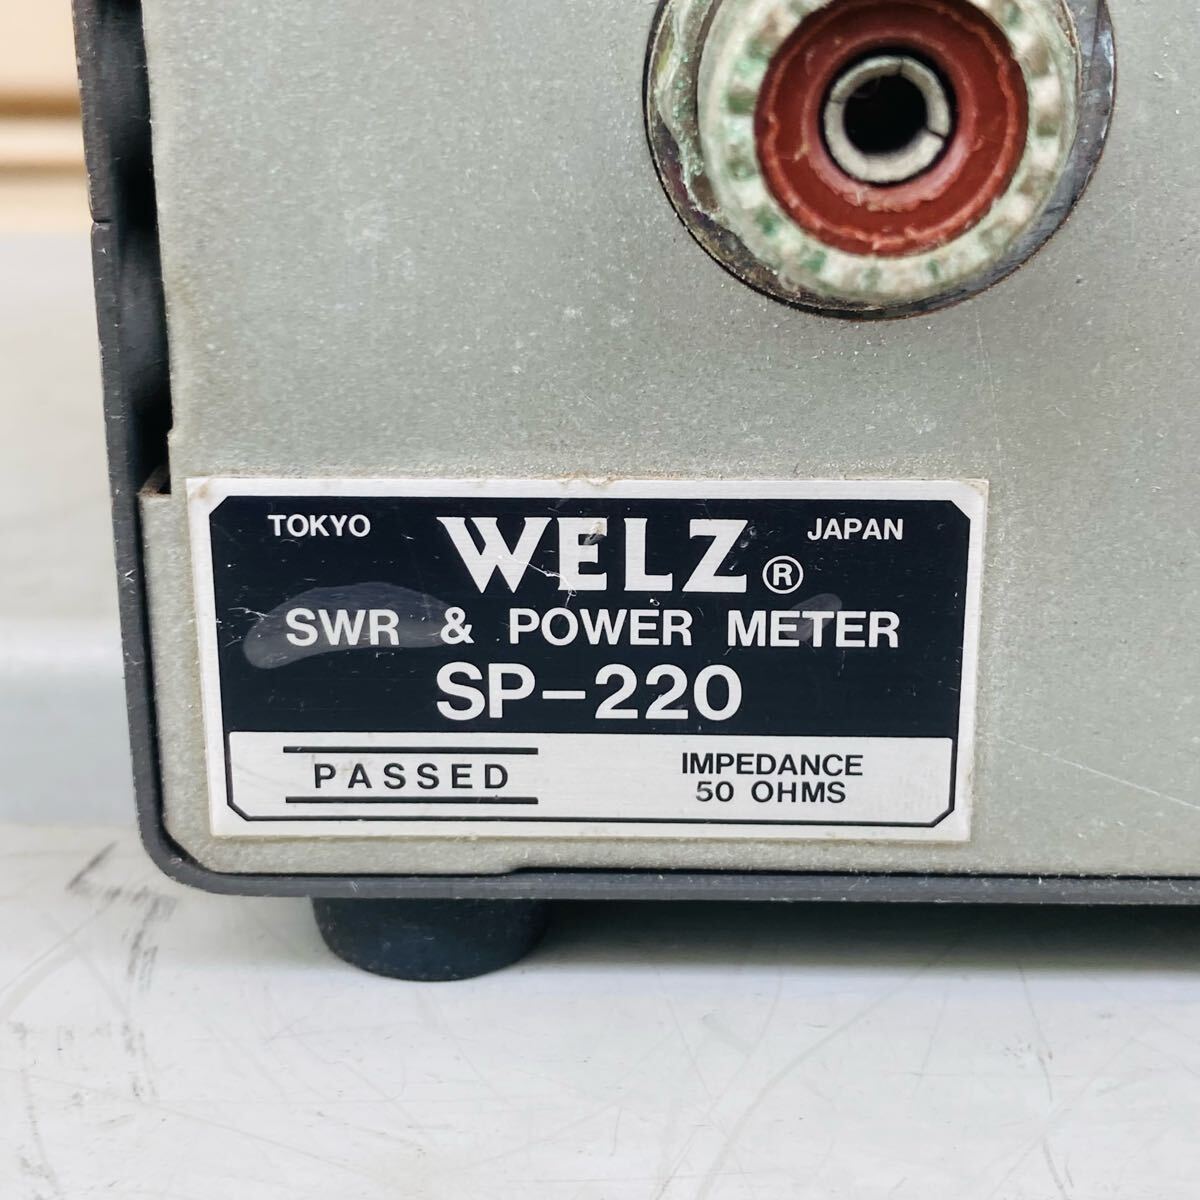 TOKYO WELZ® JAPAN
SWR & POWER METER
SP-220
PASSED
IMPEDANCE
50 OHMS